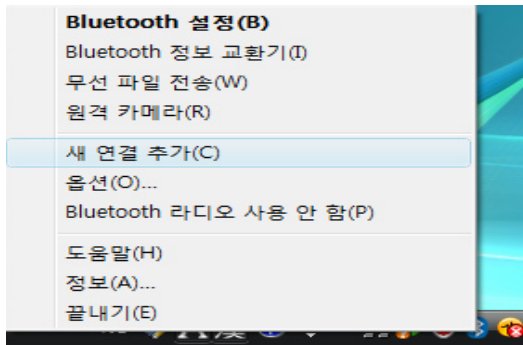 Bluetooth 설정(B)
Bluetooth 정보 교환기(I)
무선 파일 전송(W)
원격 카메라(R)
새 연결 추가(C)
옵션(O)...
Bluetooth 라디오 사용 안 함(P)
도움말(H)
정보(A)...
끝내기(E)